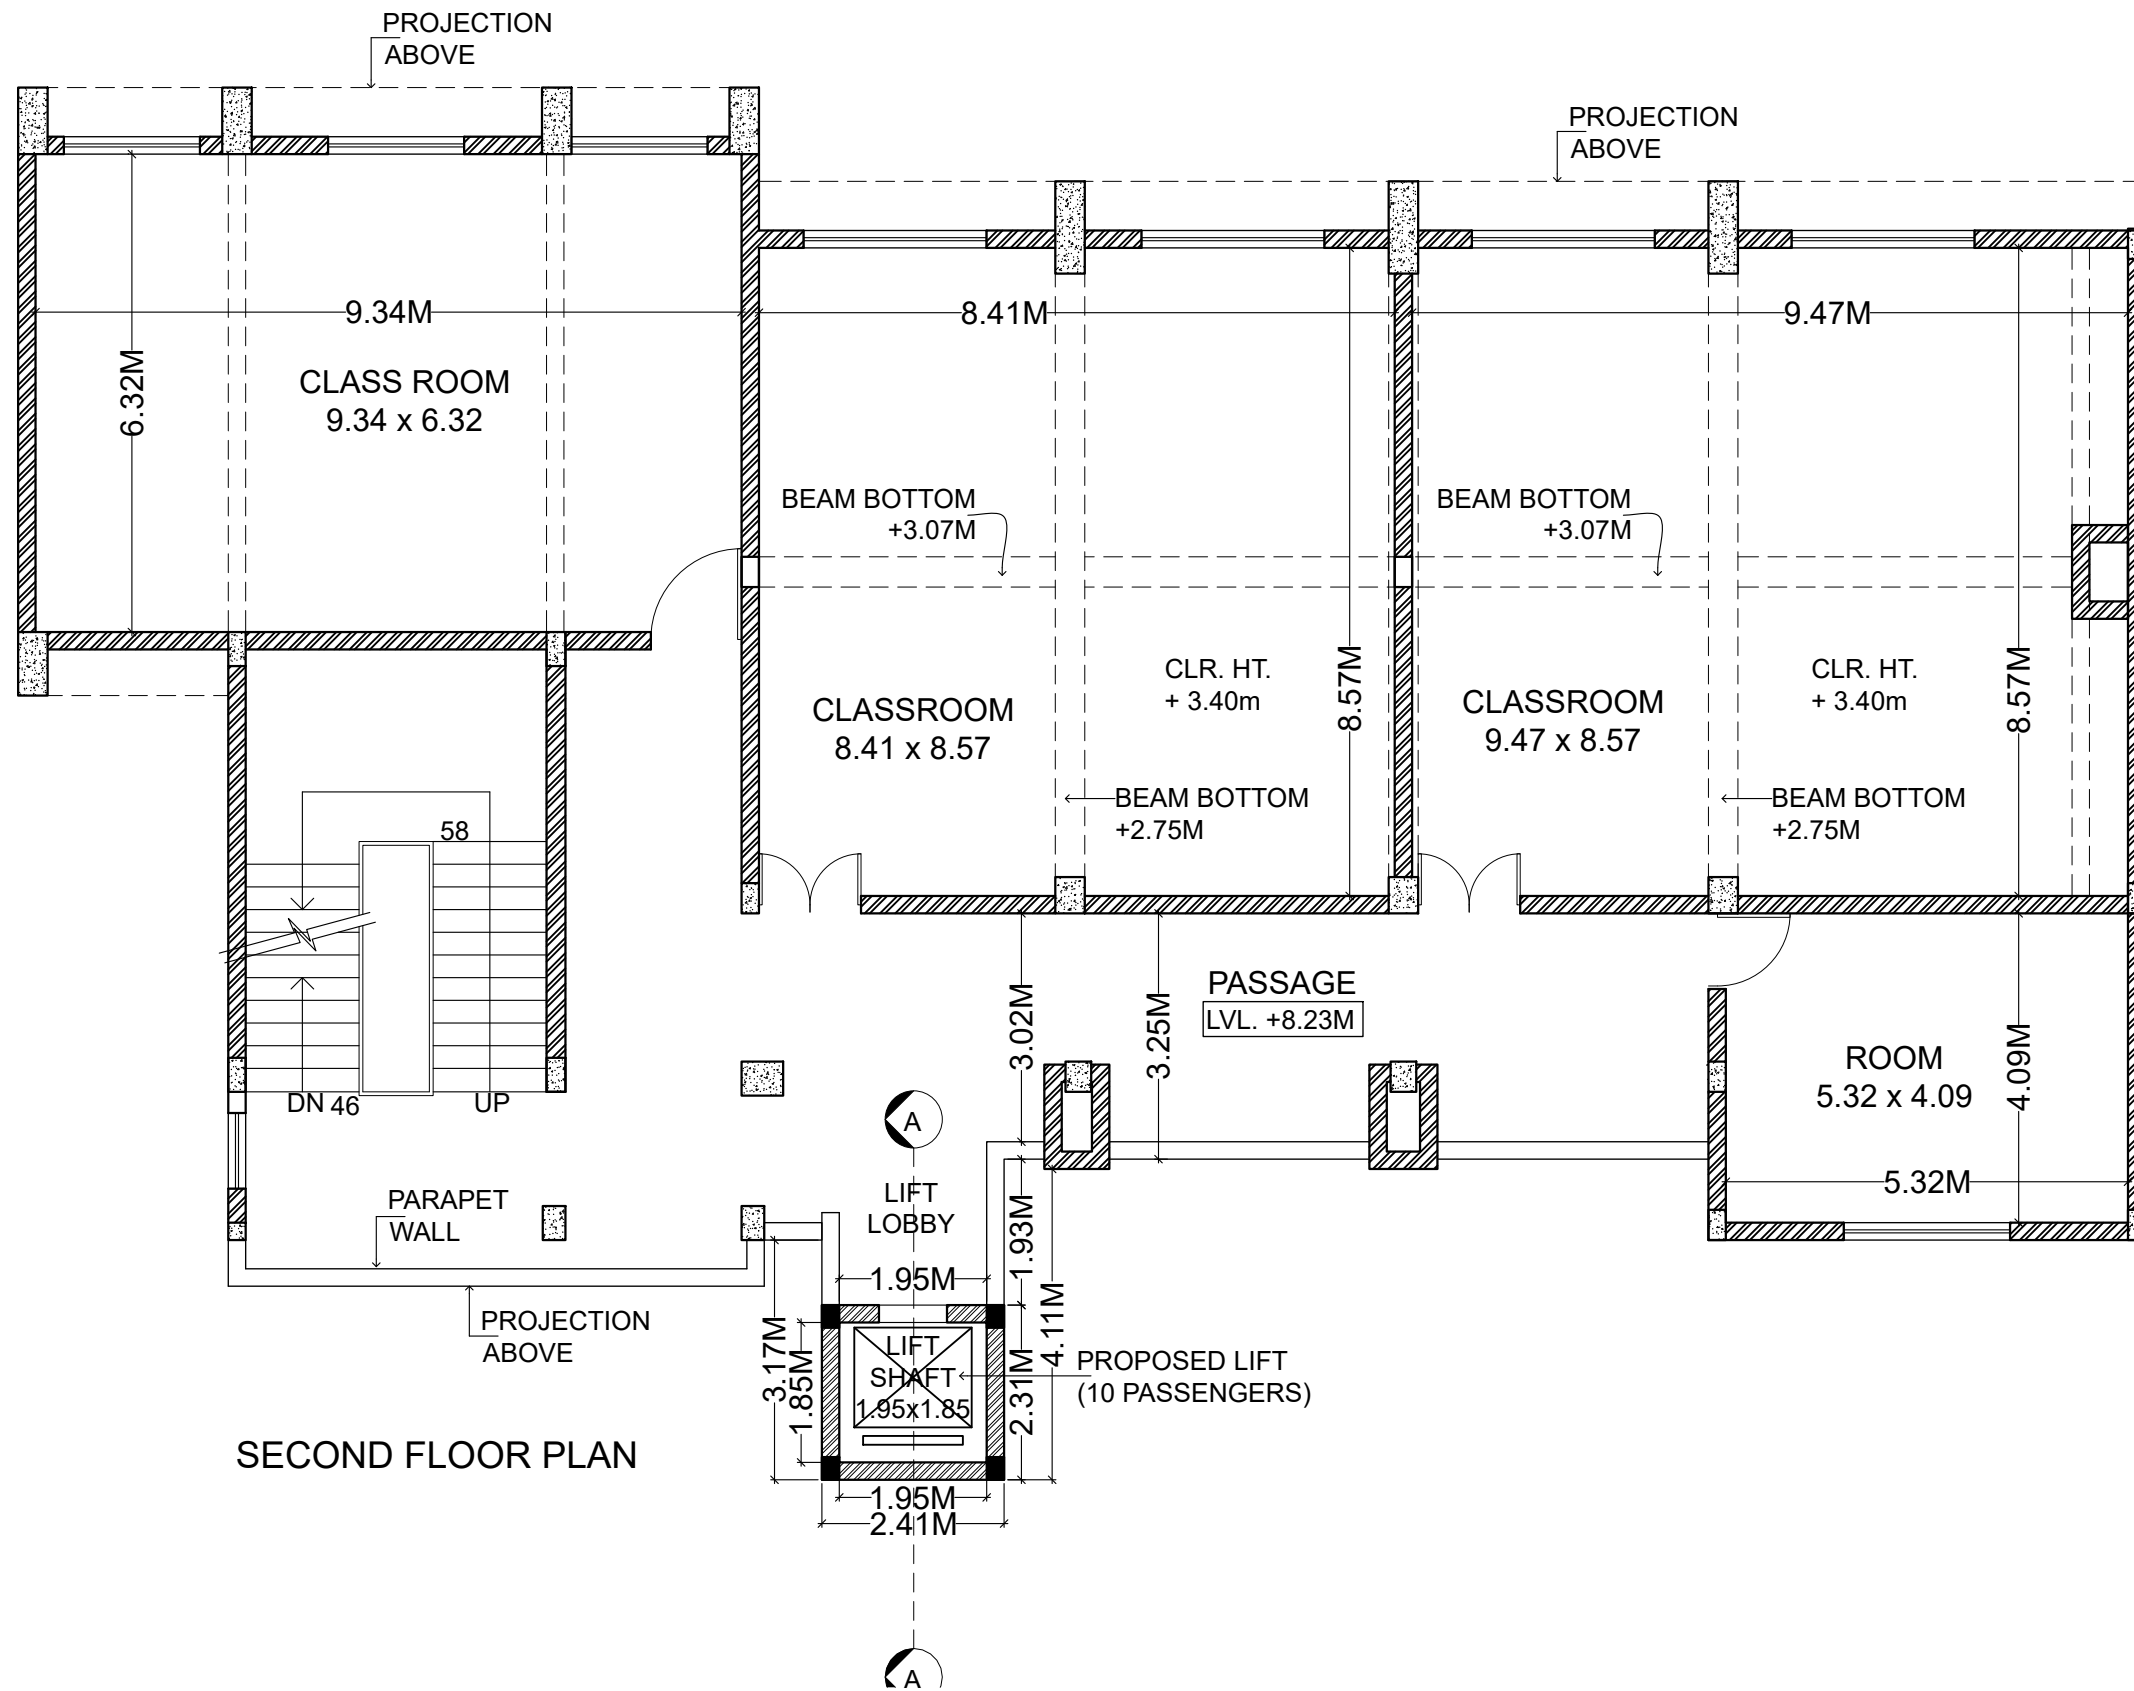 PROJECTION
ABOVE
PROJECTION
ABOVE
9.34M
8.41M
9.47M
6.32M
CLASS ROOM
9.34 x 6.32
BEAM BOTTOM
+3.07M
BEAM BOTTOM
+3.07M
CLR. HT.
+ 3.40m
8.57M
CLASSROOM
8.41 x 8.57
CLASSROOM
9.47 x 8.57
CLR. HT.
+ 3.40m
8.57M
BEAM BOTTOM
+2.75M
BEAM BOTTOM
+2.75M
58
DN 46
UP
3.02M
3.25M
PASSAGE
LVL. +8.23M
ROOM
5.32 x 4.09
4.09M
5.32M
A
LIFT
LOBBY
PARAPET
WALL
1.93M
1.95M
4.11M
PROJECTION
ABOVE
3.17M
1.85M
LIFT
SHAFT
1.95x1.85
2.31M
PROPOSED LIFT
(10 PASSENGERS)
SECOND FLOOR PLAN
1.95M
2.41M
A